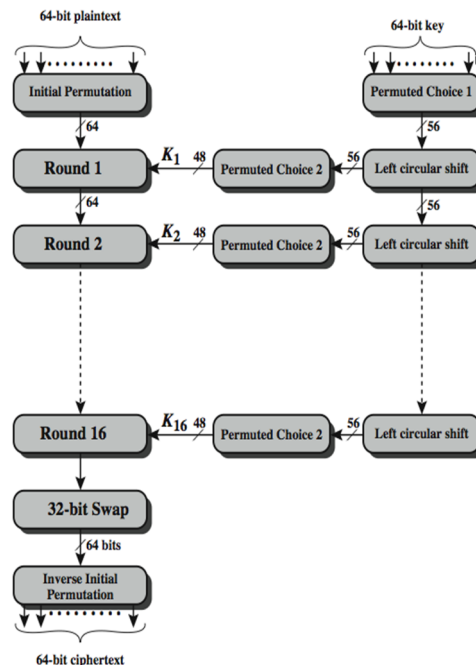 64-bit plaintext
64-bit key
Initial Permutation
Permuted Choice 1
64
56
Round 1
K1
48
Permuted Choice 2
56
Left circular shift
64
56
Round 2
K2
48
Permuted Choice 2
56
Left circular shift
Round 16
K16
48
Permuted Choice 2
56
Left circular shift
32-bit Swap
64 bits
Inverse Initial
Permutation
64-bit ciphertext